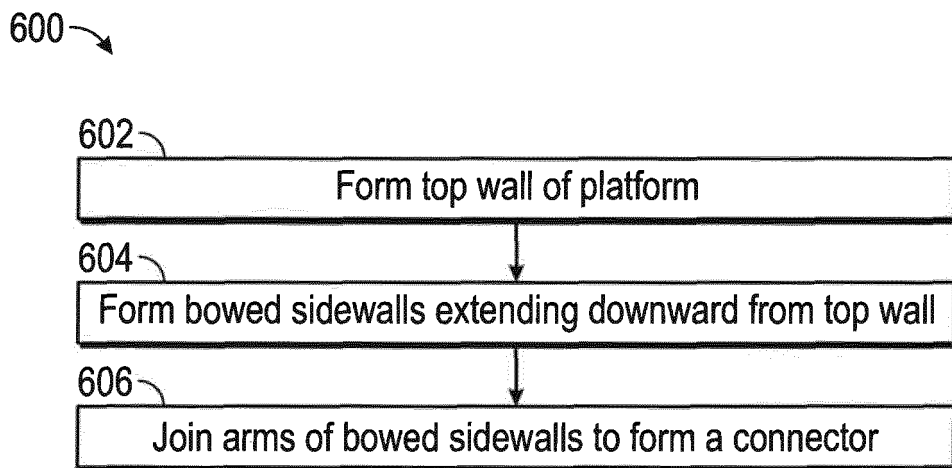 600
602
Form top wall of platform
604
Form bowed sidewalls extending downward from top wall
606
Join arms of bowed sidewalls to form a connector